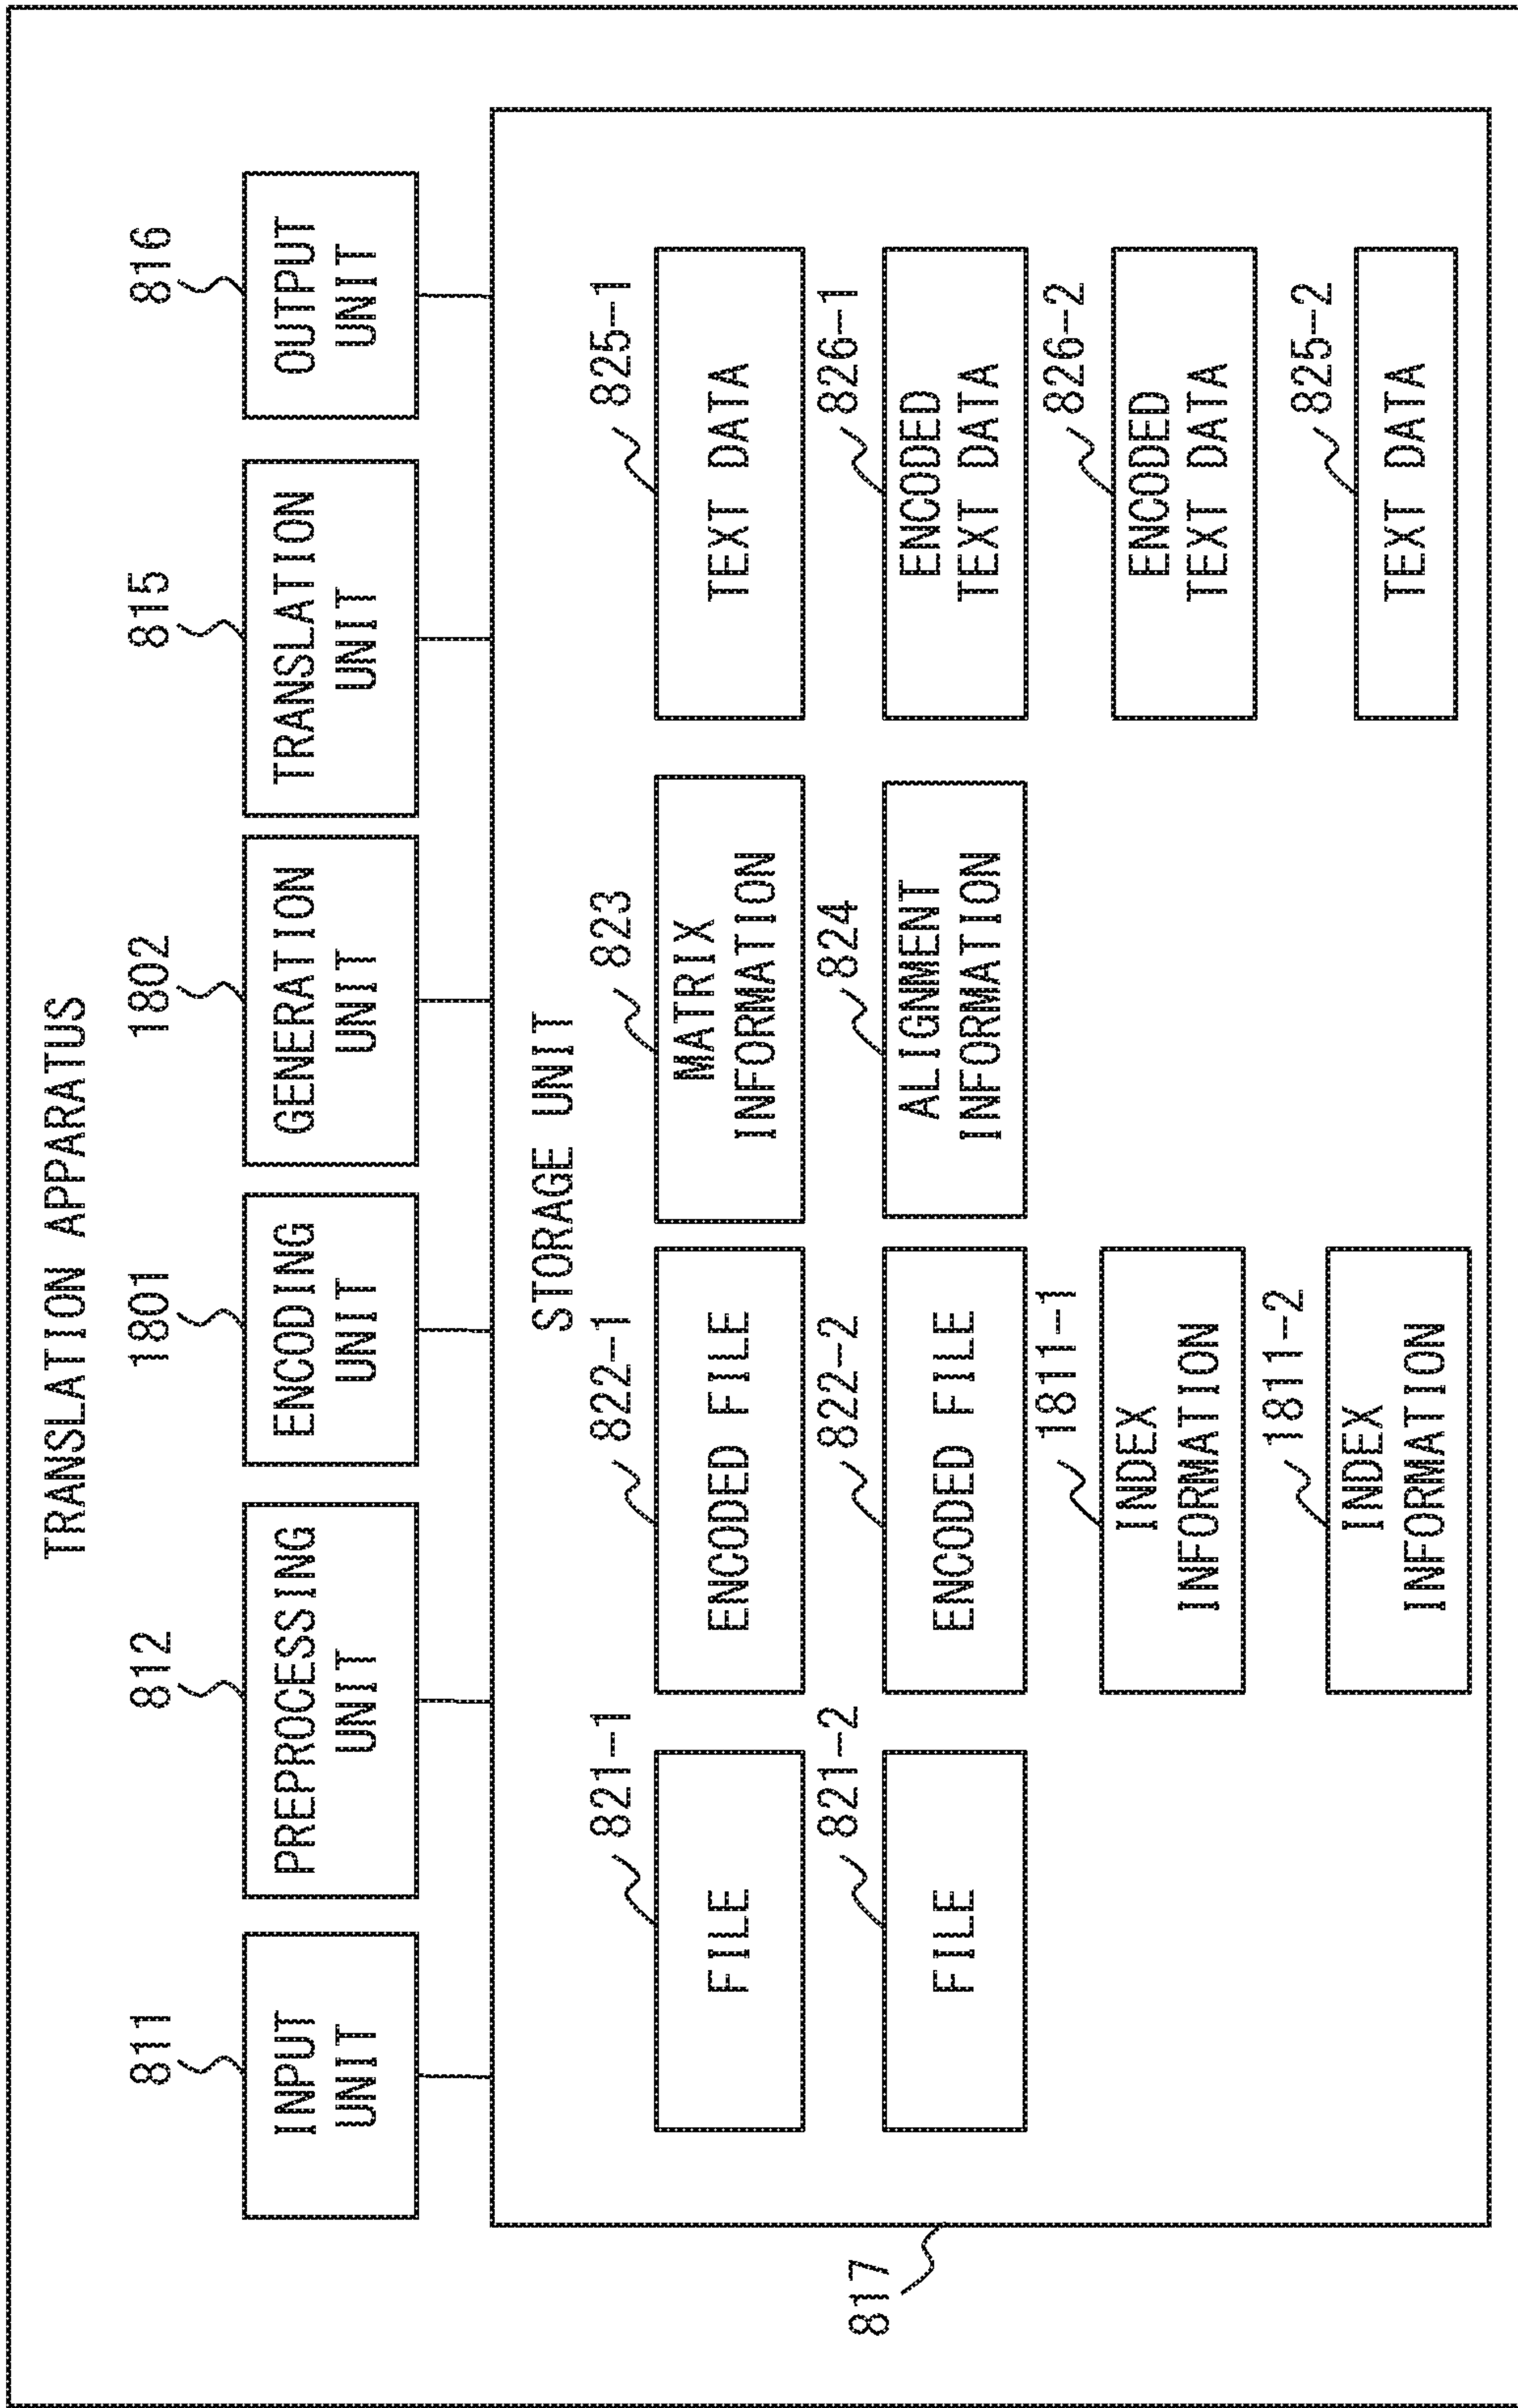 TRANSLATION APPARATUS
811
812
1801
1802
815
816
INPUT
UNIT
PREPROCESSING
UNIT
ENCODING
UNIT
GENERATION
UNIT
TRANSLATION
UNIT
OUTPUT
UNIT
817
STORAGE UNIT
821-1
FILE
821-2
FILE
822-1
ENCODED FILE
822-2
ENCODED FILE
1811-1
INDEX
INFORMATION
1811-2
INDEX
INFORMATION
823
MATRIX
INFORMATION
824
ALIGNMENT
INFORMATION
825-1
TEXT DATA
826-1
ENCODED
TEXT DATA
826-2
ENCODED
TEXT DATA
825-2
TEXT DATA